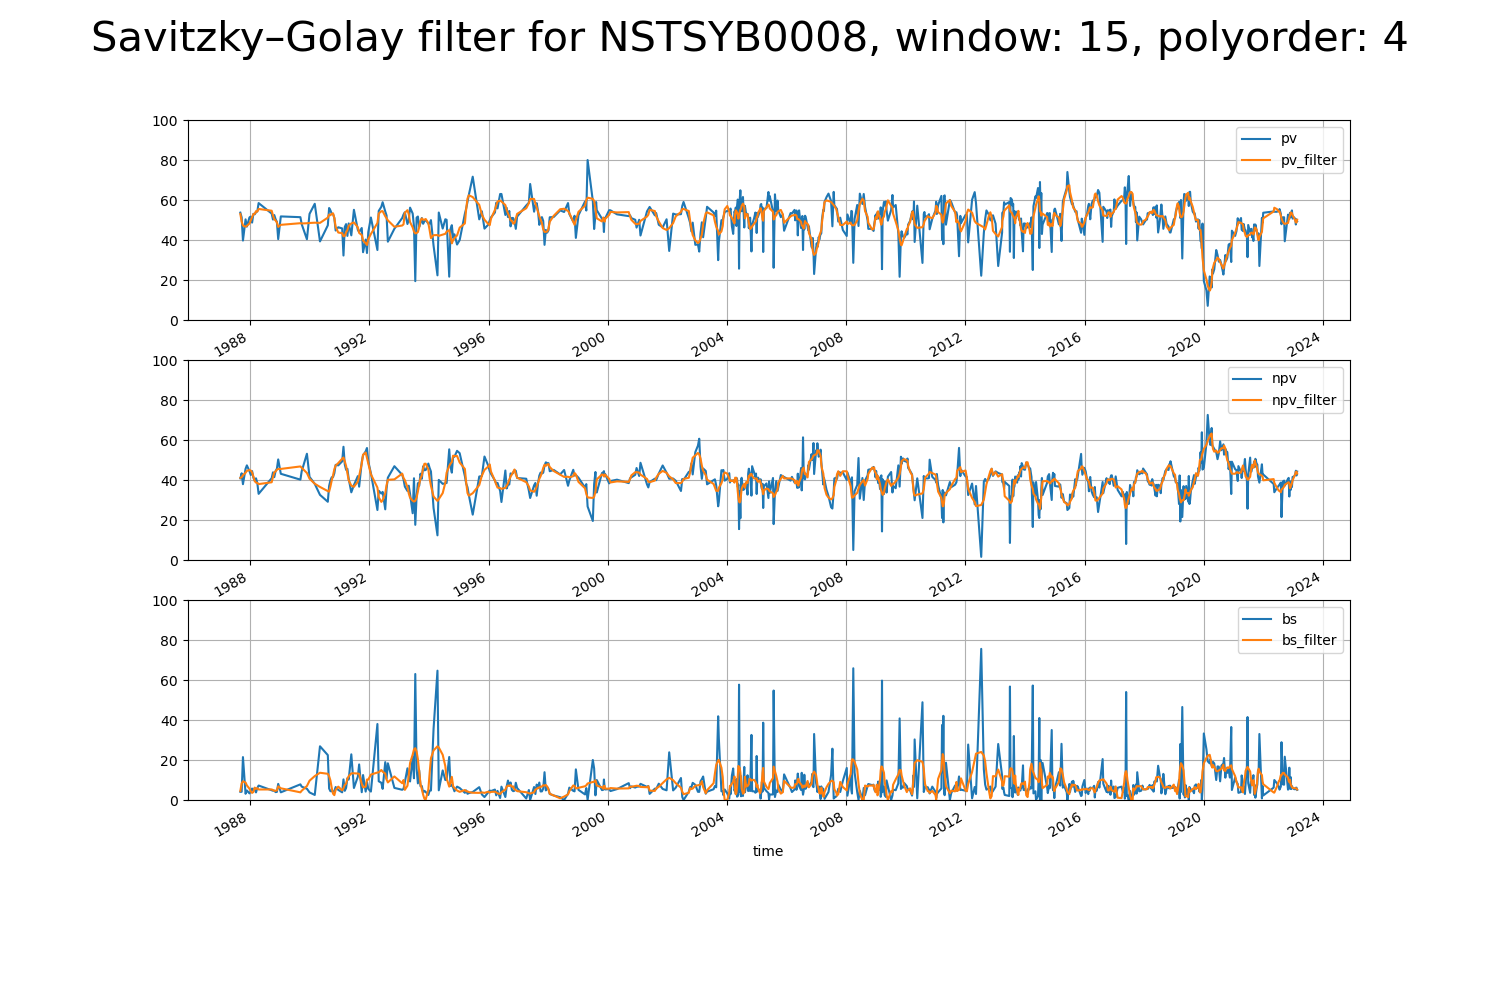 Savitzky–Golay filter for NSTSYB0008, window: 15, polyorder: 4
100
80
60
40
20
0
pv
pv_filter
1988 1992 1996 2000 2004 2008 2012 2016 2020 2024
100
80
60
40
20
0
npv
npv_filter
1988 1992 1996 2000 2004 2008 2012 2016 2020 2024
100
80
60
40
20
0
bs
bs_filter
1988 1992 1996 2000 2004 2008 2012 2016 2020 2024
time